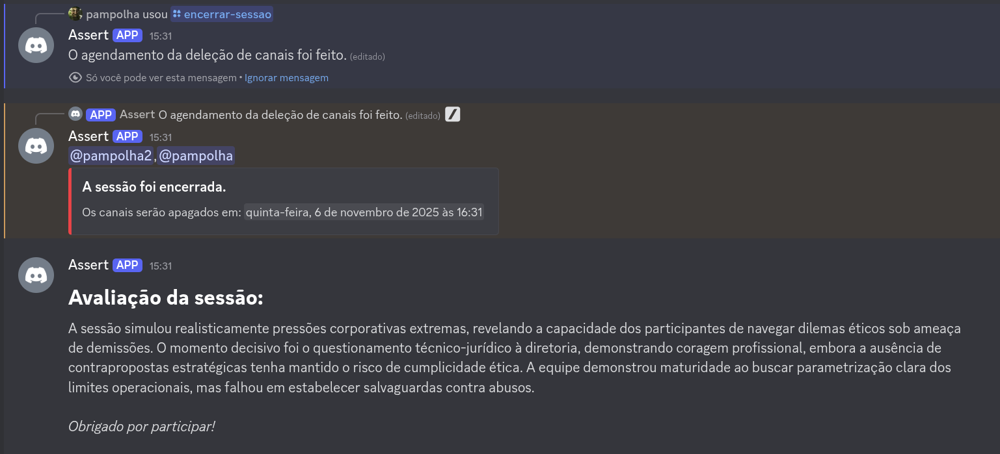 pampolha usou encerrar-sessao
Assert APP 15:31
O agendamento da deleção de canais foi feito. (editado)
Só você pode ver esta mensagem • Ignorar mensagem
APP Assert O agendamento da deleção de canais foi feito. (editado)
Assert APP 15:31
@pampolha2,@pampolha
A sessão foi encerrada.
Os canais serão apagados em: quinta-feira, 6 de novembro de 2025 às 16:31
Assert APP 15:31
Avaliação da sessão:
A sessão simulou realisticamente pressões corporativas extremas, revelando a capacidade dos participantes de navegar dilemas éticos sob ameaça
de demissões. O momento decisivo foi o questionamento técnico-jurídico à diretoria, demonstrando coragem profissional, embora a ausência de
contrapropostas estratégicas tenha mantido o risco de cumplicidade ética. A equipe demonstrou maturidade ao buscar parametrização clara dos
limites operacionais, mas falhou em estabelecer salvaguardas contra abusos.
Obrigado por participar!